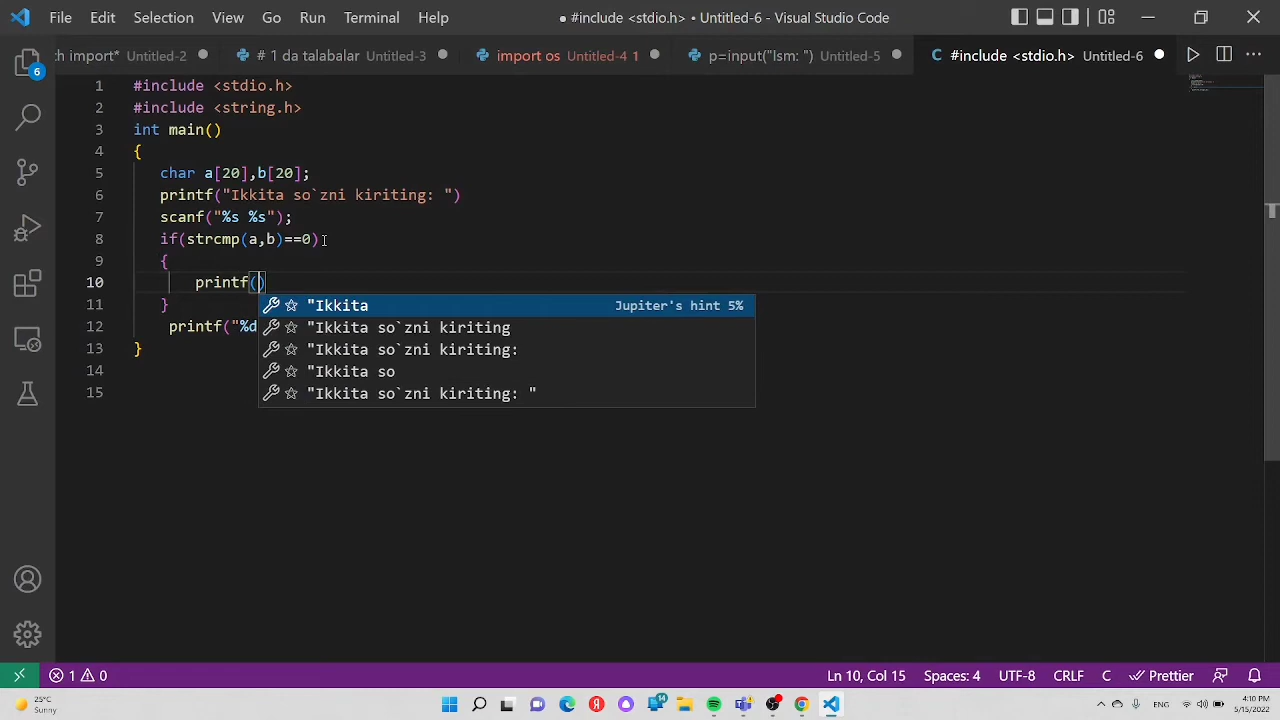 File Edit Selection View Go Run Terminal Help
● #include <stdio.h> ● Untitled-6 - Visual Studio Code
6
import* Untitled-2
# 1 da talabalar Untitled-3
import os Untitled-4 1
p=input("Ism: ") Untitled-5
C #include <stdio.h> Untitled-6
1 #include <stdio.h>
2 #include <string.h>
3 int main()
4 {
5 char a[20],b[20];
6 printf("Ikkita so`zni kiriting: ")
7 scanf("%s %s");
8 if(strcmp(a,b)==0)
9 {
10 printf()
"Ikkita Jupiter's hint 5%
11 }
"Ikkita so`zni kiriting
12 printf("%d
"Ikkita so`zni kiriting:
13 }
"Ikkita so
14
"Ikkita so`zni kiriting: "
15
1 0
Ln 10, Col 15 Spaces: 4 UTF-8 CRLF C Prettier
25°C
Sunny
14
ENG
4:10 PM
5/15/2022